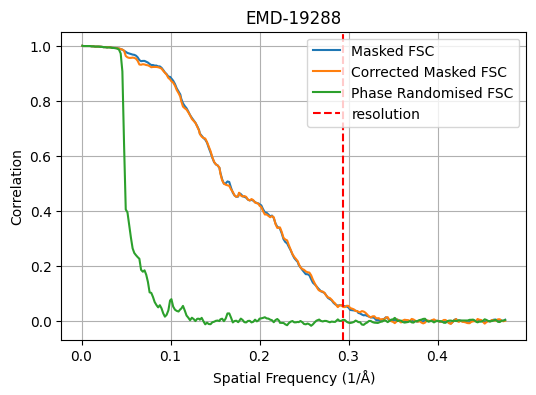 EMD-19288
Masked FSC
Corrected Masked FSC
Phase Randomised FSC
resolution
Correlation
1.0
0.8
0.6
0.4
0.2
0.0
0.0 0.1 0.2 0.3 0.4
Spatial Frequency (1/Å)